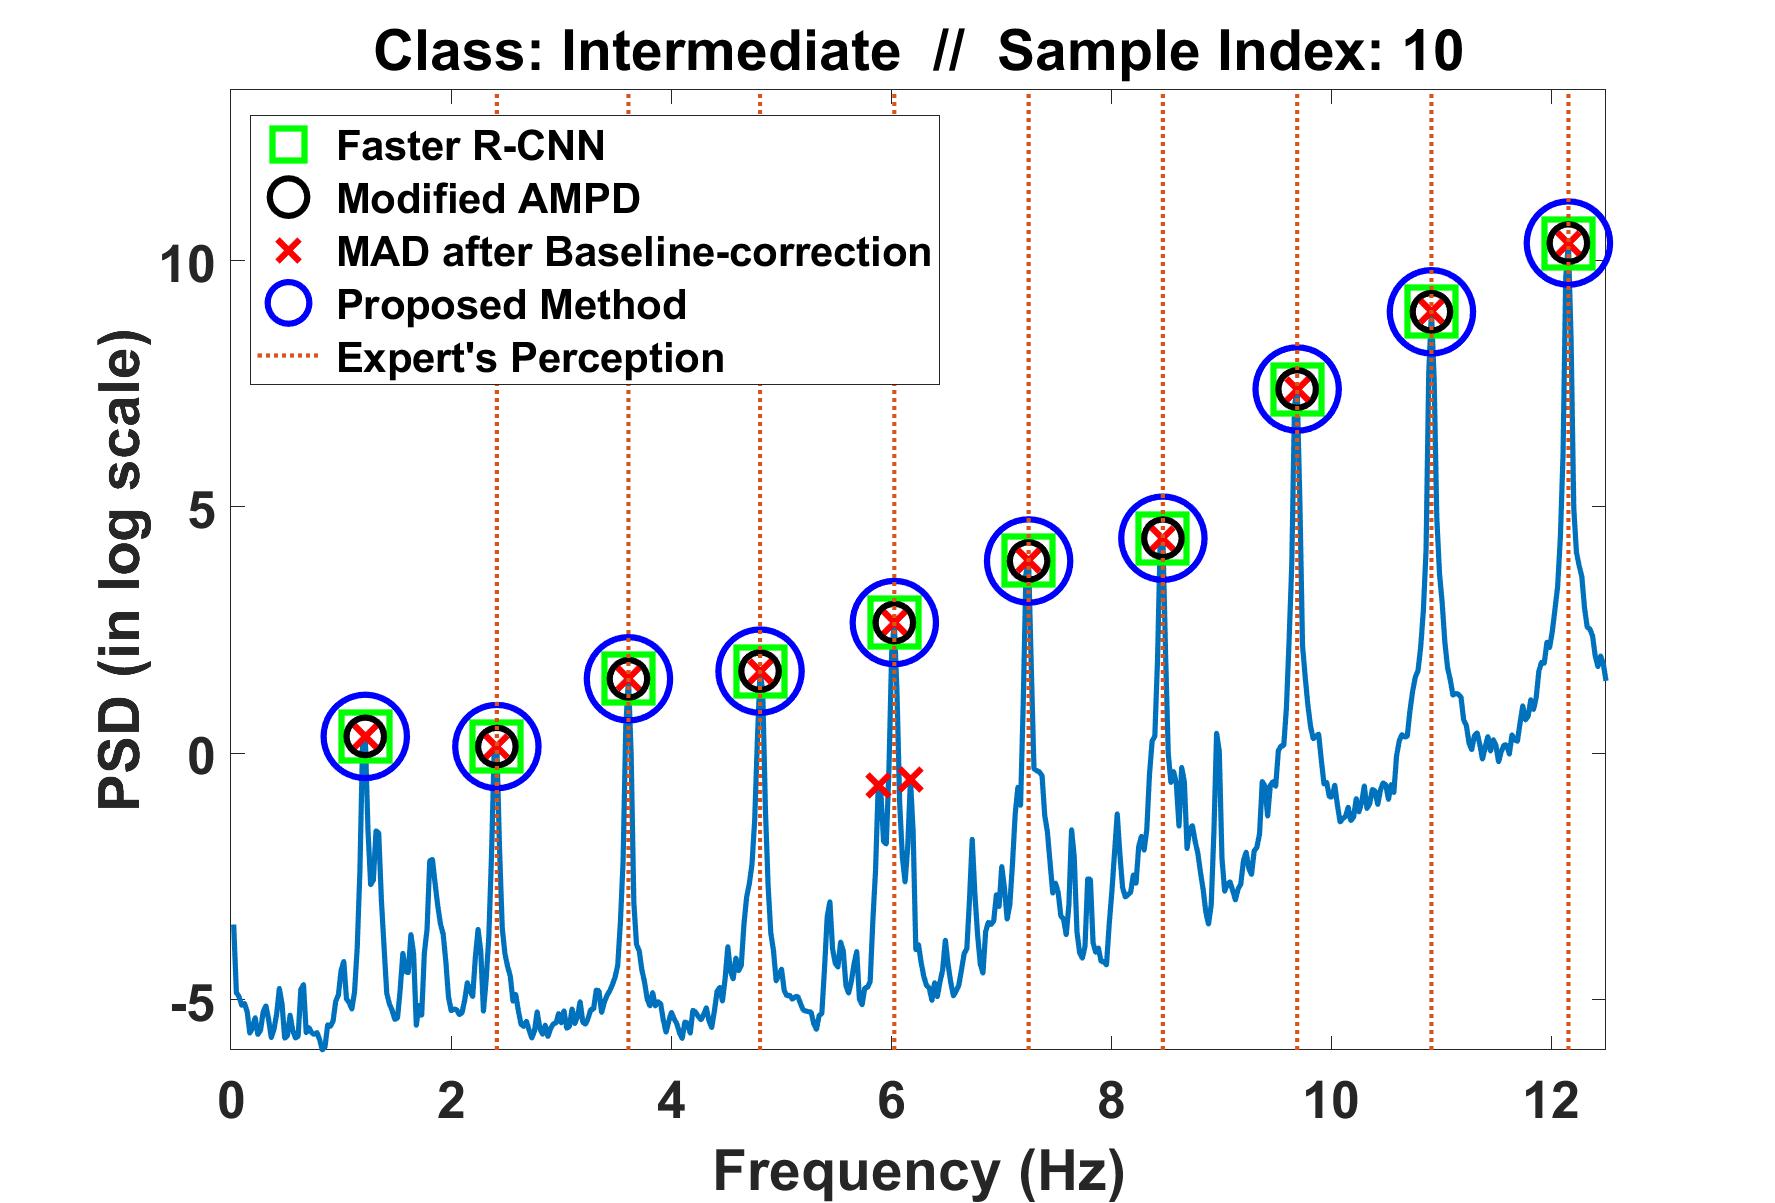 Class: Intermediate // Sample Index: 10
Faster R-CNN
Modified AMPD
MAD after Baseline-correction
Proposed Method
Expert's Perception
PSD (in log scale)
10
5
0
-5
0 2 4 6 8 10 12
Frequency (Hz)